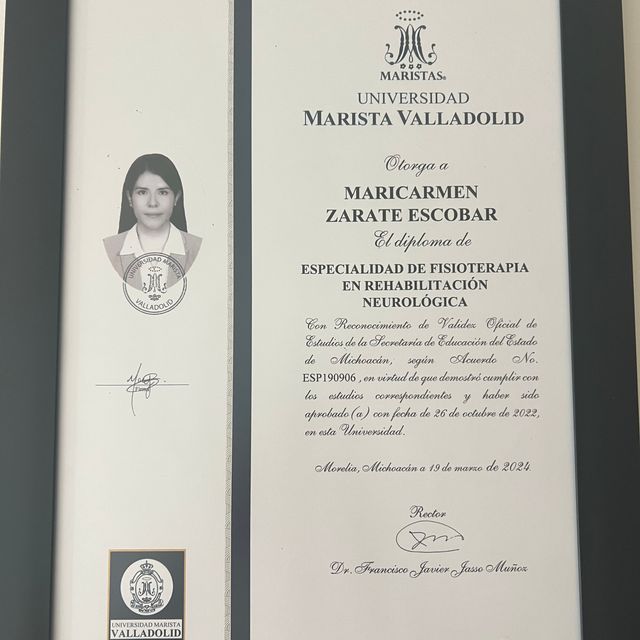 MARISTAS®
UNIVERSIDAD
MARISTA VALLADOLID
Otorga a
MARICARMEN
ZARATE ESCOBAR
El diploma de
ESPECIALIDAD DE FISIOTERAPIA
EN REHABILITACIÓN
NEUROLÓGICA
Con Reconocimiento de Validez Oficial de
Estudios de la Secretaría de Educación del Estado
de Michoacán, según Acuerdo No.
ESP190906 , en virtud de que demostró cumplir con
los estudios correspondientes y haber sido
aprobado (a) con fecha de 26 de octubre de 2022,
en esta Universidad.
Morelia, Michoacán a 19 de marzo de 2024.
Rector
Dr. Francisco Javier Jasso Muñoz
UNIVERSIDAD MARISTA
VALLADOLID
UNIVERSIDAD MARISTA
VALLADOLID